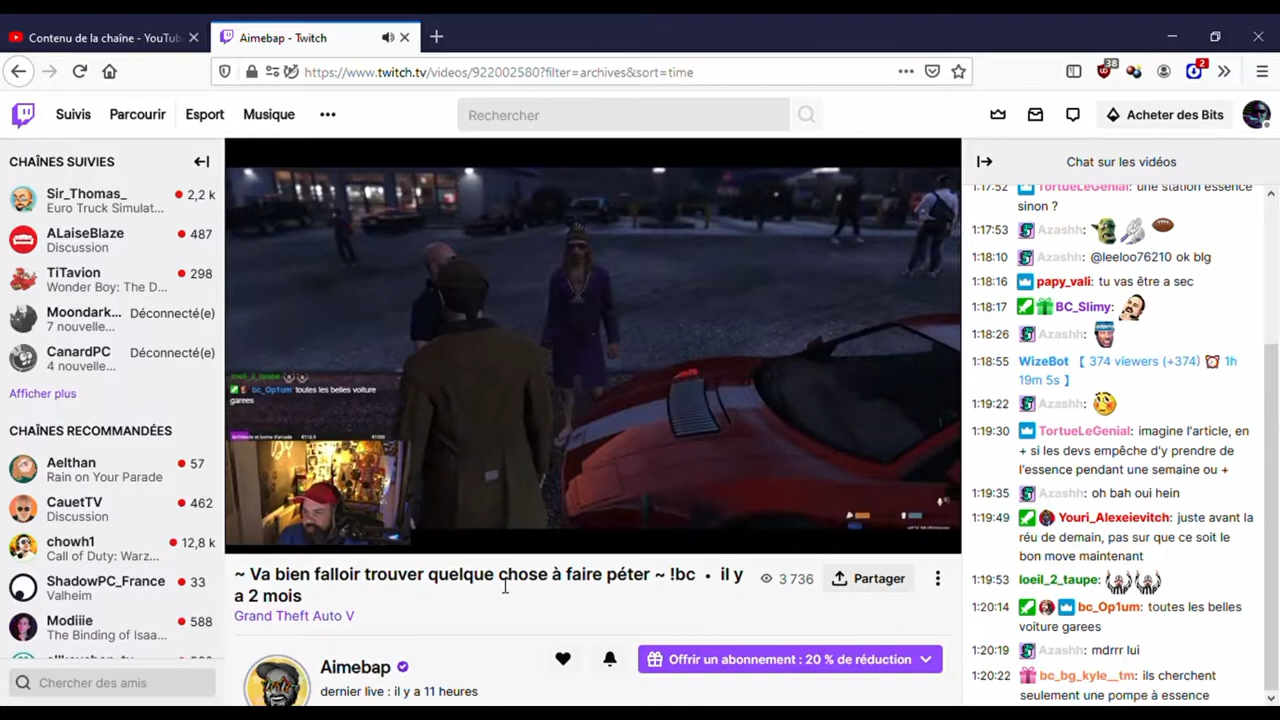 Contenu de la chaîne - YouTub
Aimebap - Twitch
https://www.twitch.tv/videos/922002580?filter=archives&sort=time
38
2
Suivis
Parcourir
Esport
Musique
Rechercher
Acheter des Bits
CHAÎNES SUIVIES
Sir_Thomas_
2,2 k
Euro Truck Simulat...
ALaiseBlaze
487
Discussion
TiTavion
298
Wonder Boy: The D...
Moondark...
Déconnecté(e)
7 nouvelle...
CanardPC
Déconnecté(e)
4 nouvelle...
Afficher plus
CHAÎNES RECOMMANDÉES
Aelthan
57
Rain on Your Parade
CauetTV
462
Discussion
chowh1
12,8 k
Call of Duty: Warz...
ShadowPC_France
33
Valheim
Modiiie
588
The Binding of Isaa...
Chercher des amis
loeil_2_taupe:
bc_Op1um toutes les belles voiture
garees
~ Va bien falloir trouver quelque chose à faire péter ~ !bc • il y
a 2 mois
3 736
Partager
Grand Theft Auto V
Aimebap
dernier live : il y a 11 heures
Offrir un abonnement : 20 % de réduction
Chat sur les vidéos
1:17:52 TortueLeGenial: une station essence
sinon ?
1:17:53 Azashh:
1:18:10 Azashh: @leeloo76210 ok blg
1:18:16 papy_vali: tu vas être a sec
1:18:17 BC_Slimy:
1:18:26 Azashh:
1:18:55 WizeBot [ 374 viewers (+374) 1h
19m 5s ]
1:19:22 Azashh:
1:19:30 TortueLeGenial: imagine l'article, en
+ si les devs empêche d'y prendre de
l'essence pendant une semaine ou +
1:19:35 Azashh: oh bah oui hein
1:19:49 Youri_Alexeievitch: juste avant la
réu de demain, pas sur que ce soit le
bon move maintenant
1:19:53 loeil_2_taupe:
1:20:14 bc_Op1um: toutes les belles
voiture garees
1:20:19 Azashh: mdrrr lui
1:20:22 bc_bg_kyle__tm: ils cherchent
seulement une pompe à essence